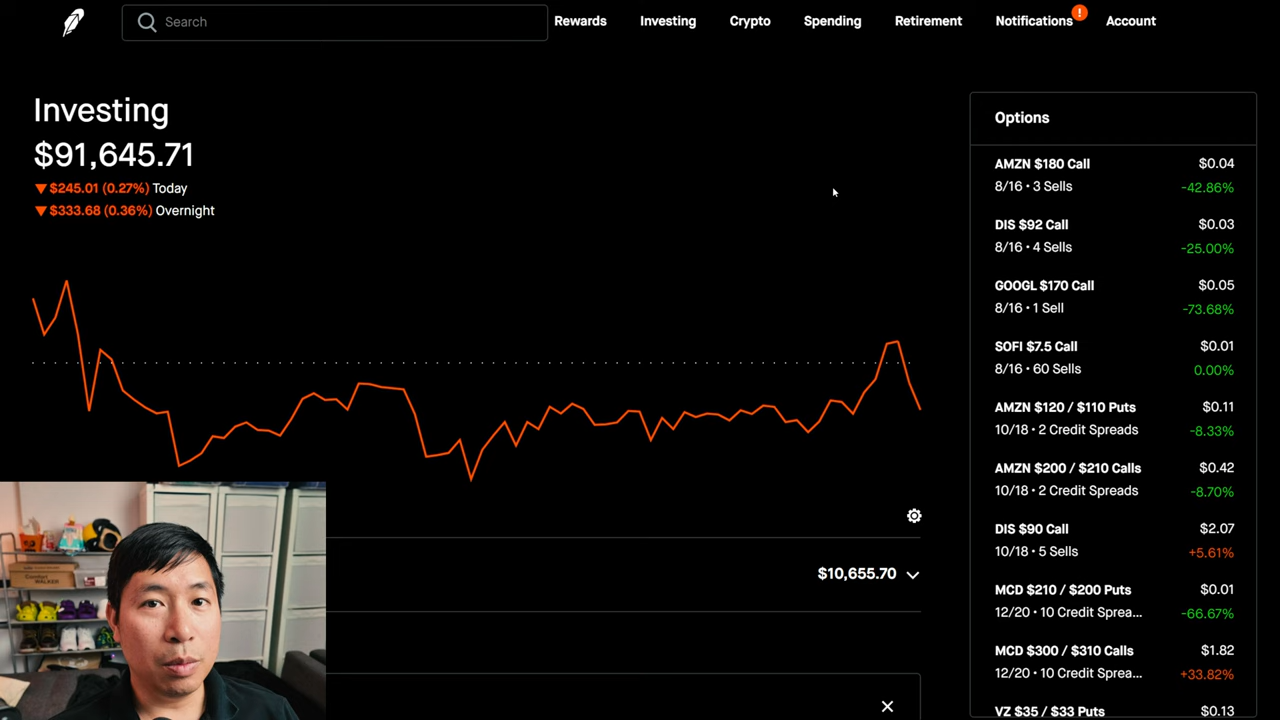 Search
Rewards
Investing
Crypto
Spending
Retirement
Notifications
!
Account
Investing
$91,645.71
▼ $245.01 (0.27%) Today
▼ $333.68 (0.36%) Overnight
$10,655.70
Options
AMZN $180 Call $0.04
8/16 • 3 Sells -42.86%
DIS $92 Call $0.03
8/16 • 4 Sells -25.00%
GOOGL $170 Call $0.05
8/16 • 1 Sell -73.68%
SOFI $7.5 Call $0.01
8/16 • 60 Sells 0.00%
AMZN $120 / $110 Puts $0.11
10/18 • 2 Credit Spreads -8.33%
AMZN $200 / $210 Calls $0.42
10/18 • 2 Credit Spreads -8.70%
DIS $90 Call $2.07
10/18 • 5 Sells +5.61%
MCD $210 / $200 Puts $0.01
12/20 • 10 Credit Sprea... -66.67%
MCD $300 / $310 Calls $1.82
12/20 • 10 Credit Sprea... +33.82%
VZ $35 / $33 Puts $0.13